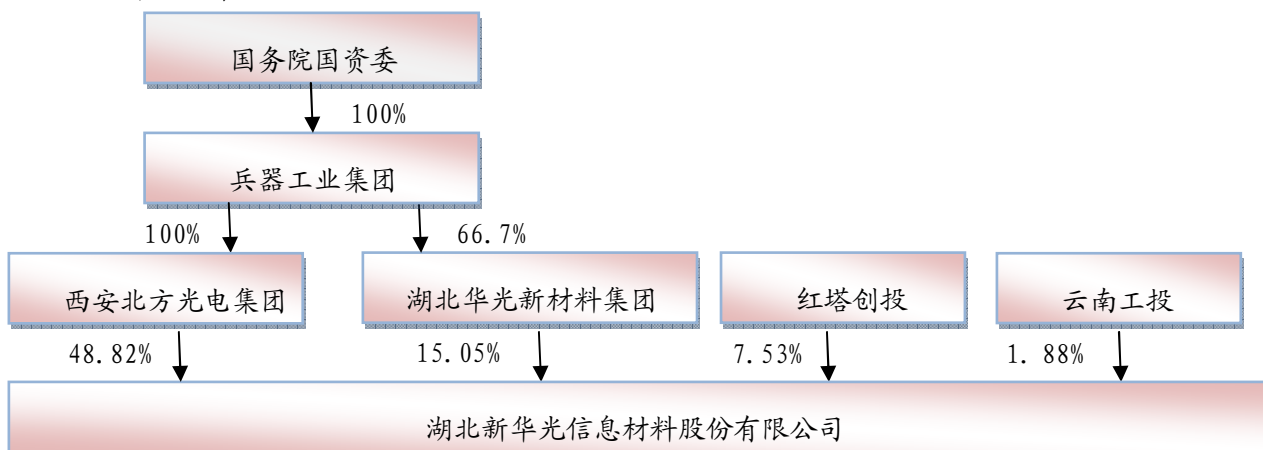 国务院国资委
100%
兵器工业集团
100%
66.7%
西安北方光电集团
湖北华光新材料集团
红塔创投
云南工投
48.82%
15.05%
7.53%
1.88%
湖北新华光信息材料股份有限公司